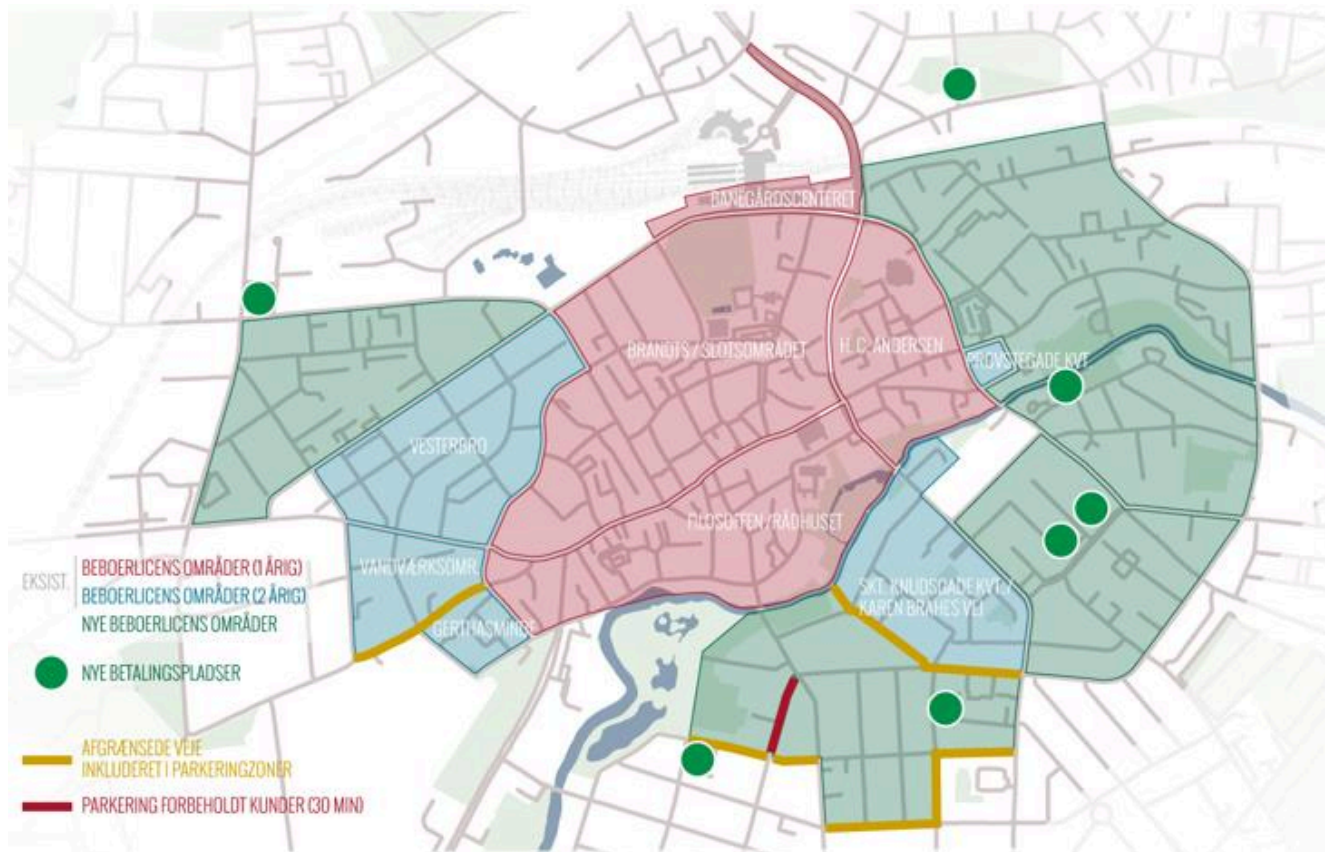 BANEGÅRDSCENTERET
BRANDTS / SLOTSOMRÅDET
H. C. ANDERSEN
PROVSTEGADE KVT.
VESTERBRO
FILOSOFFEN / RÅDHUSET
VANDVÆRKSOMR.
SKT. KNUDSGADE KVT. /
KAREN BRAHES VEJ
GERTHASMINDE
EKSIST.
BEBOERLICENS OMRÅDER (1 ÅRIG)
BEBOERLICENS OMRÅDER (2 ÅRIG)
NYE BEBOERLICENS OMRÅDER
NYE BETALINGSPLADSER
AFGRÆNSEDE VEJE
INKLUDERET I PARKERINGZONER
PARKERING FORBEHOLDT KUNDER (30 MIN)